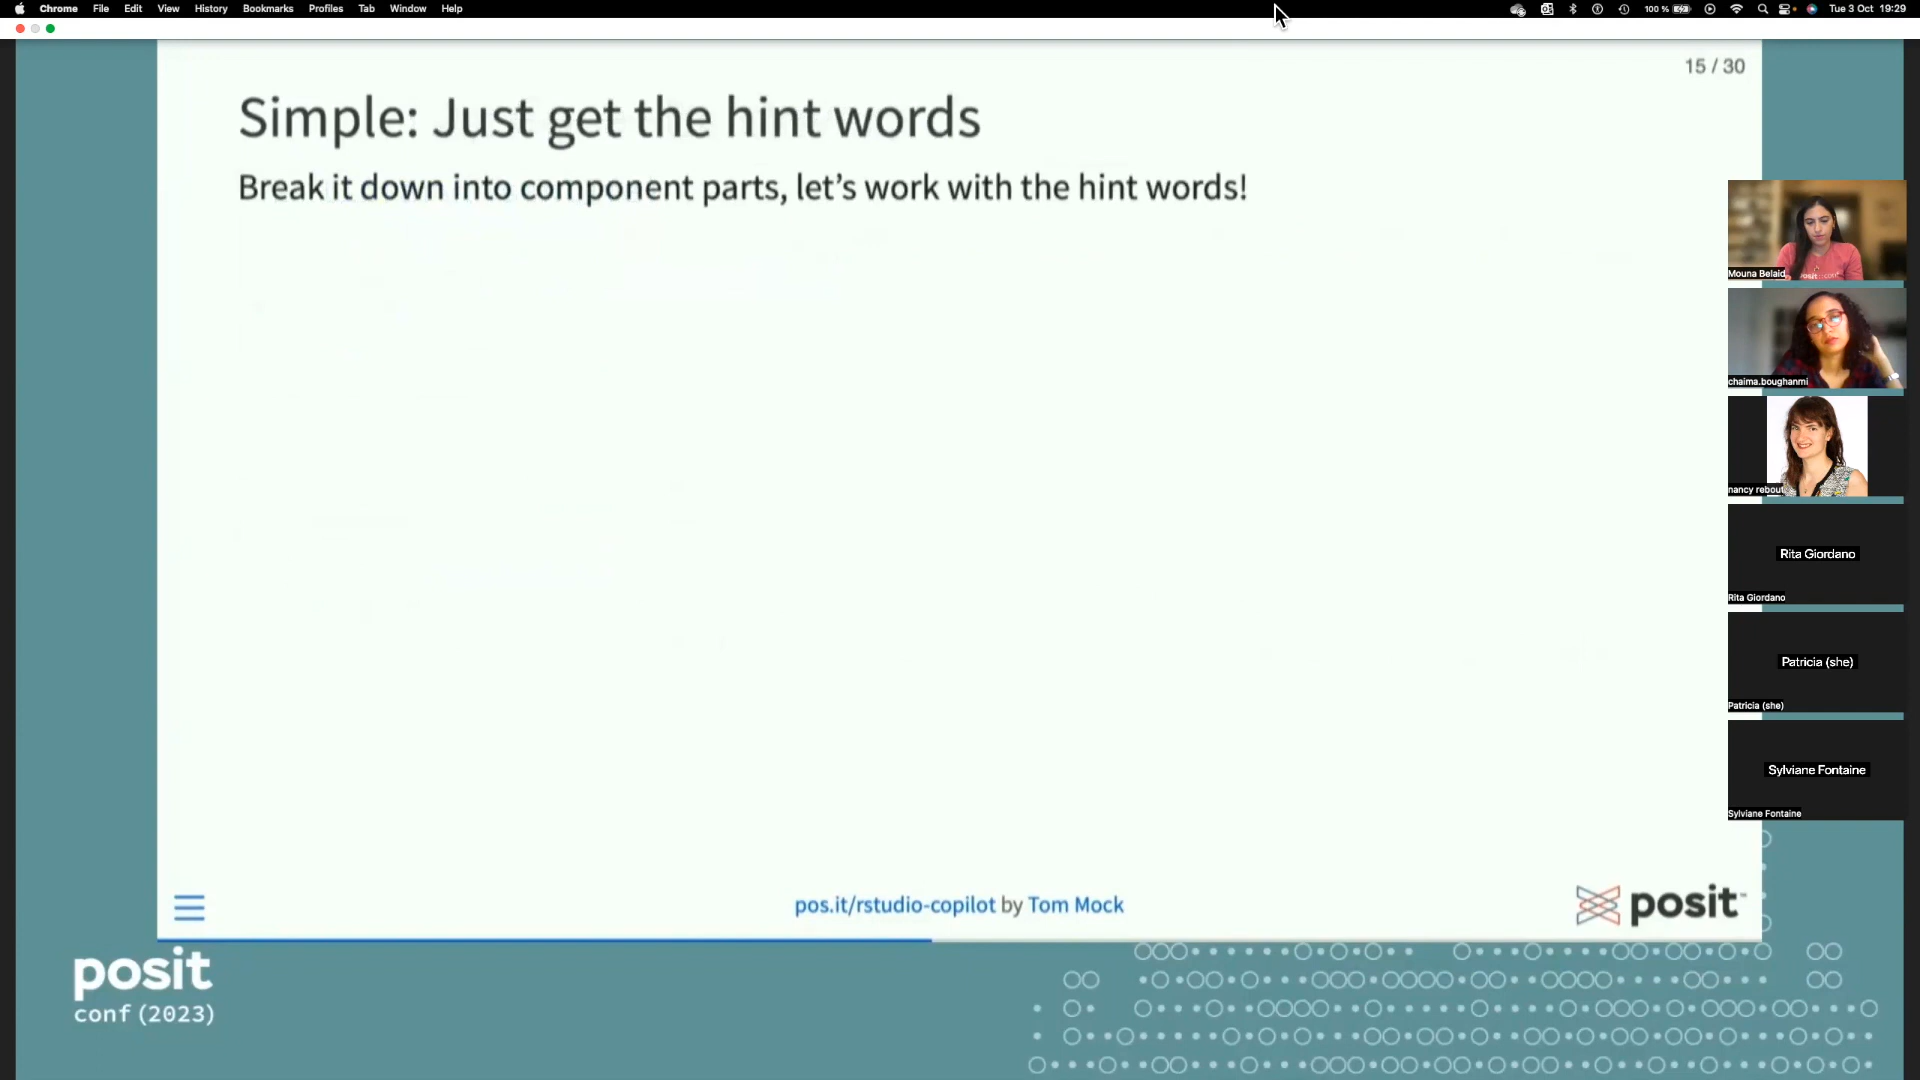 Chrome File Edit View History Bookmarks Profiles Tab Window Help
100 % Tue 3 Oct 19:29
15 / 30
Simple: Just get the hint words
Break it down into component parts, let's work with the hint words!
Mouna Belaid
chaima.boughanmi
nancy rebout
Rita Giordano
Rita Giordano
Patricia (she)
Patricia (she)
Sylviane Fontaine
Sylviane Fontaine
pos.it/rstudio-copilot by Tom Mock
posit™
posit
conf (2023)